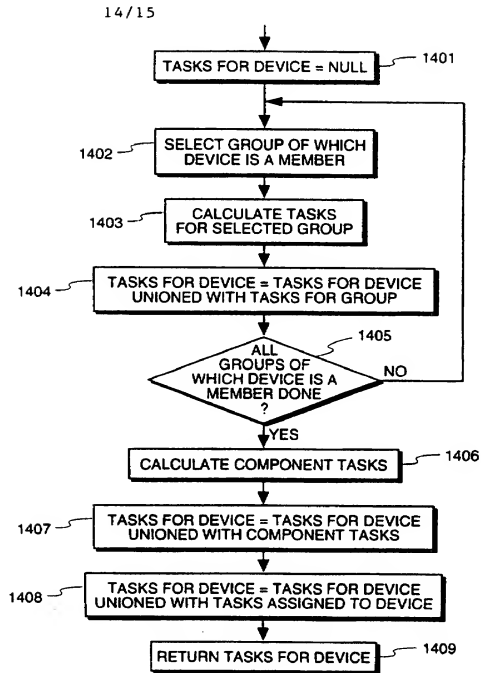 14/15
TASKS FOR DEVICE = NULL
1401
1402
SELECT GROUP OF WHICH
DEVICE IS A MEMBER
1403
CALCULATE TASKS
FOR SELECTED GROUP
1404
TASKS FOR DEVICE = TASKS FOR DEVICE
UNIONED WITH TASKS FOR GROUP
1405
ALL
GROUPS OF
WHICH DEVICE IS A
MEMBER DONE
?
NO
YES
CALCULATE COMPONENT TASKS
1406
1407
TASKS FOR DEVICE = TASKS FOR DEVICE
UNIONED WITH COMPONENT TASKS
1408
TASKS FOR DEVICE = TASKS FOR DEVICE
UNIONED WITH TASKS ASSIGNED TO DEVICE
1409
RETURN TASKS FOR DEVICE